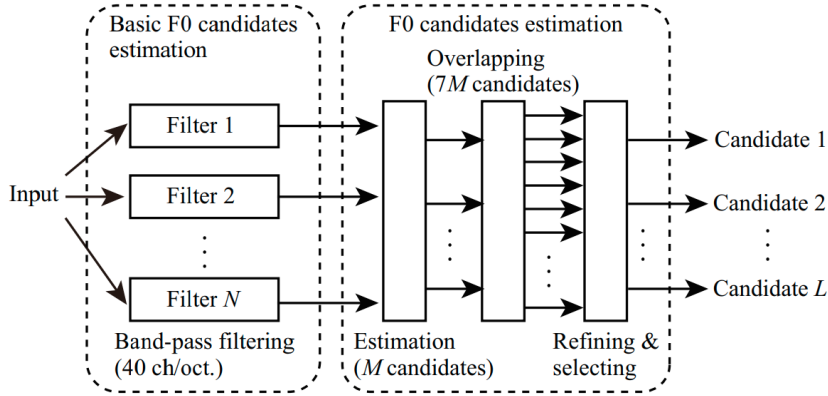 Basic F0 candidates
estimation
F0 candidates estimation
Overlapping
(7M candidates)
Input
Filter 1
Filter 2
Filter N
Candidate 1
Candidate 2
Candidate L
Band-pass filtering
(40 ch/oct.)
Estimation
(M candidates)
Refining &
selecting